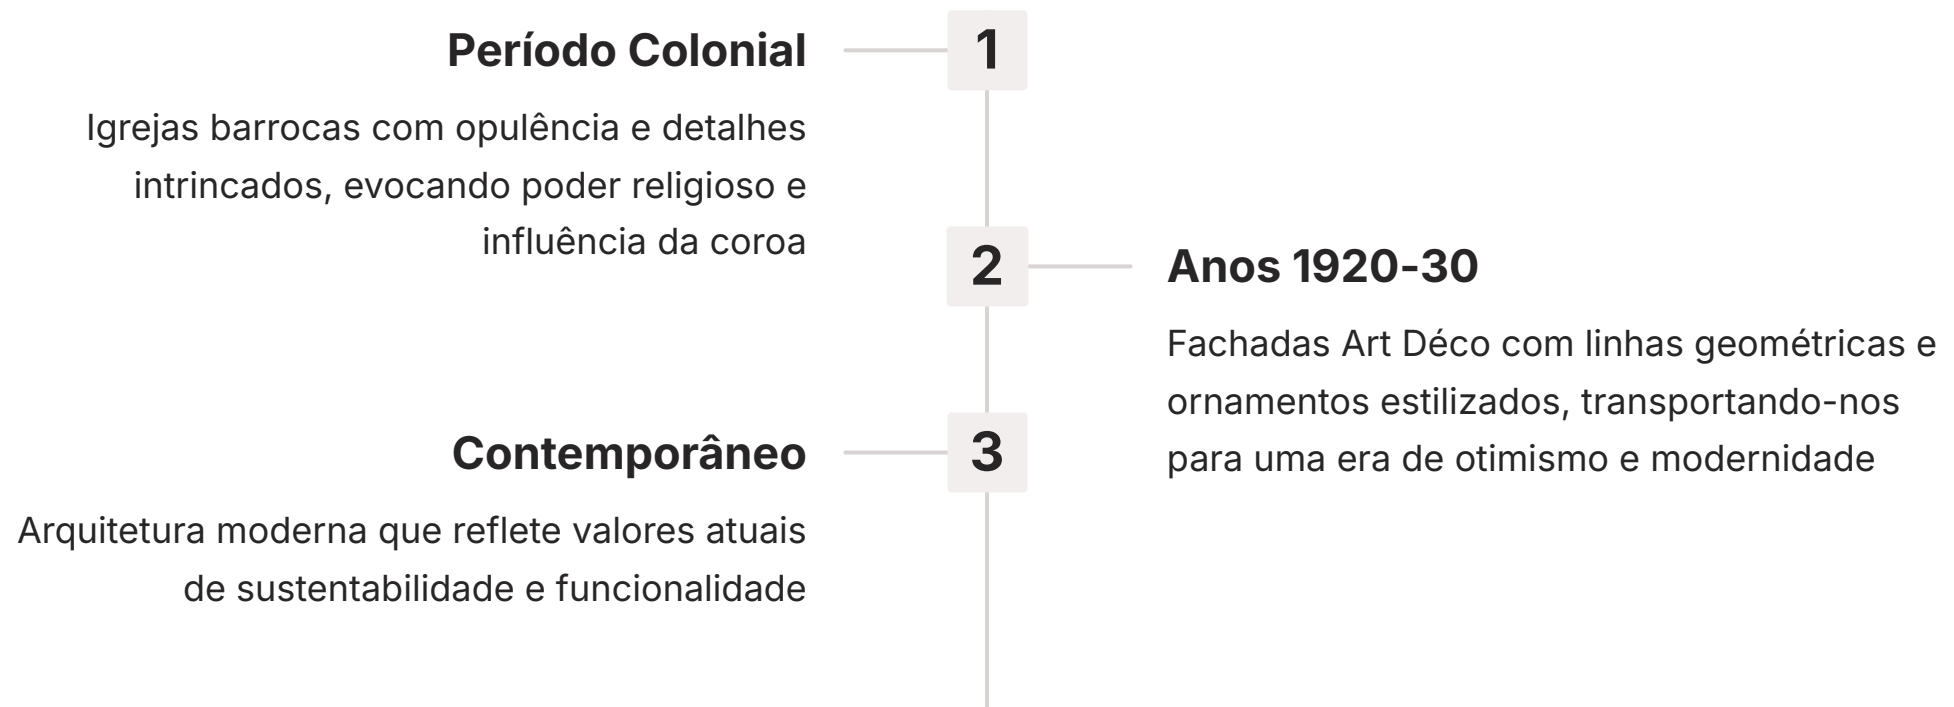 1
Período Colonial
Igrejas barrocas com opulência e detalhes
intrincados, evocando poder religioso e
influência da coroa
2
Anos 1920-30
Fachadas Art Déco com linhas geométricas e
ornamentos estilizados, transportando-nos
para uma era de otimismo e modernidade
3
Contemporâneo
Arquitetura moderna que reflete valores atuais
de sustentabilidade e funcionalidade